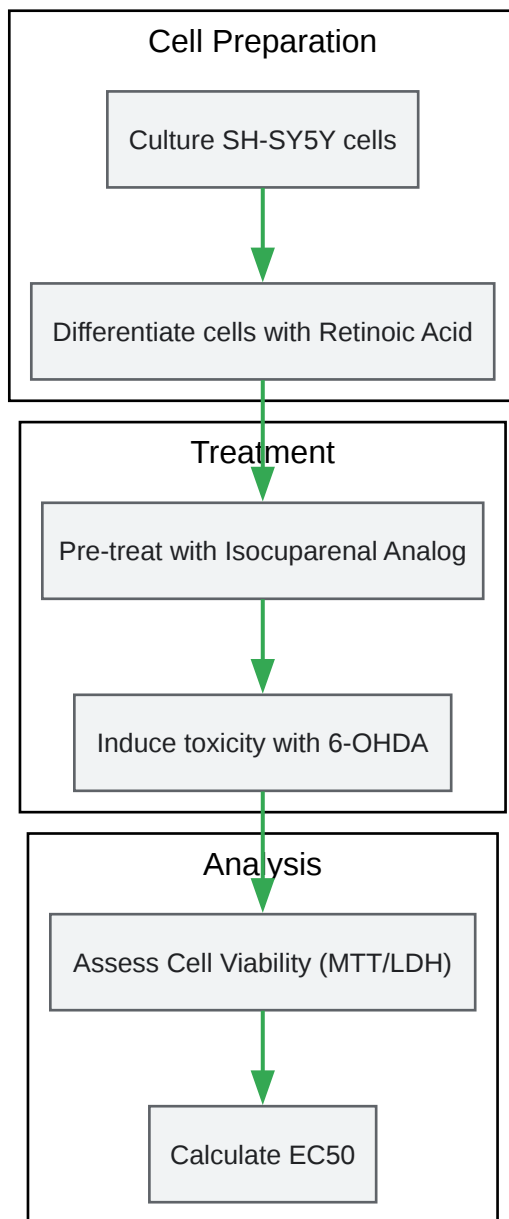 Cell Preparation
Culture SH-SY5Y cells
Differentiate cells with Retinoic Acid
Treatment
Pre-treat with Isocuparenal Analog
Induce toxicity with 6-OHDA
Analysis
Assess Cell Viability (MTT/LDH)
Calculate EC50